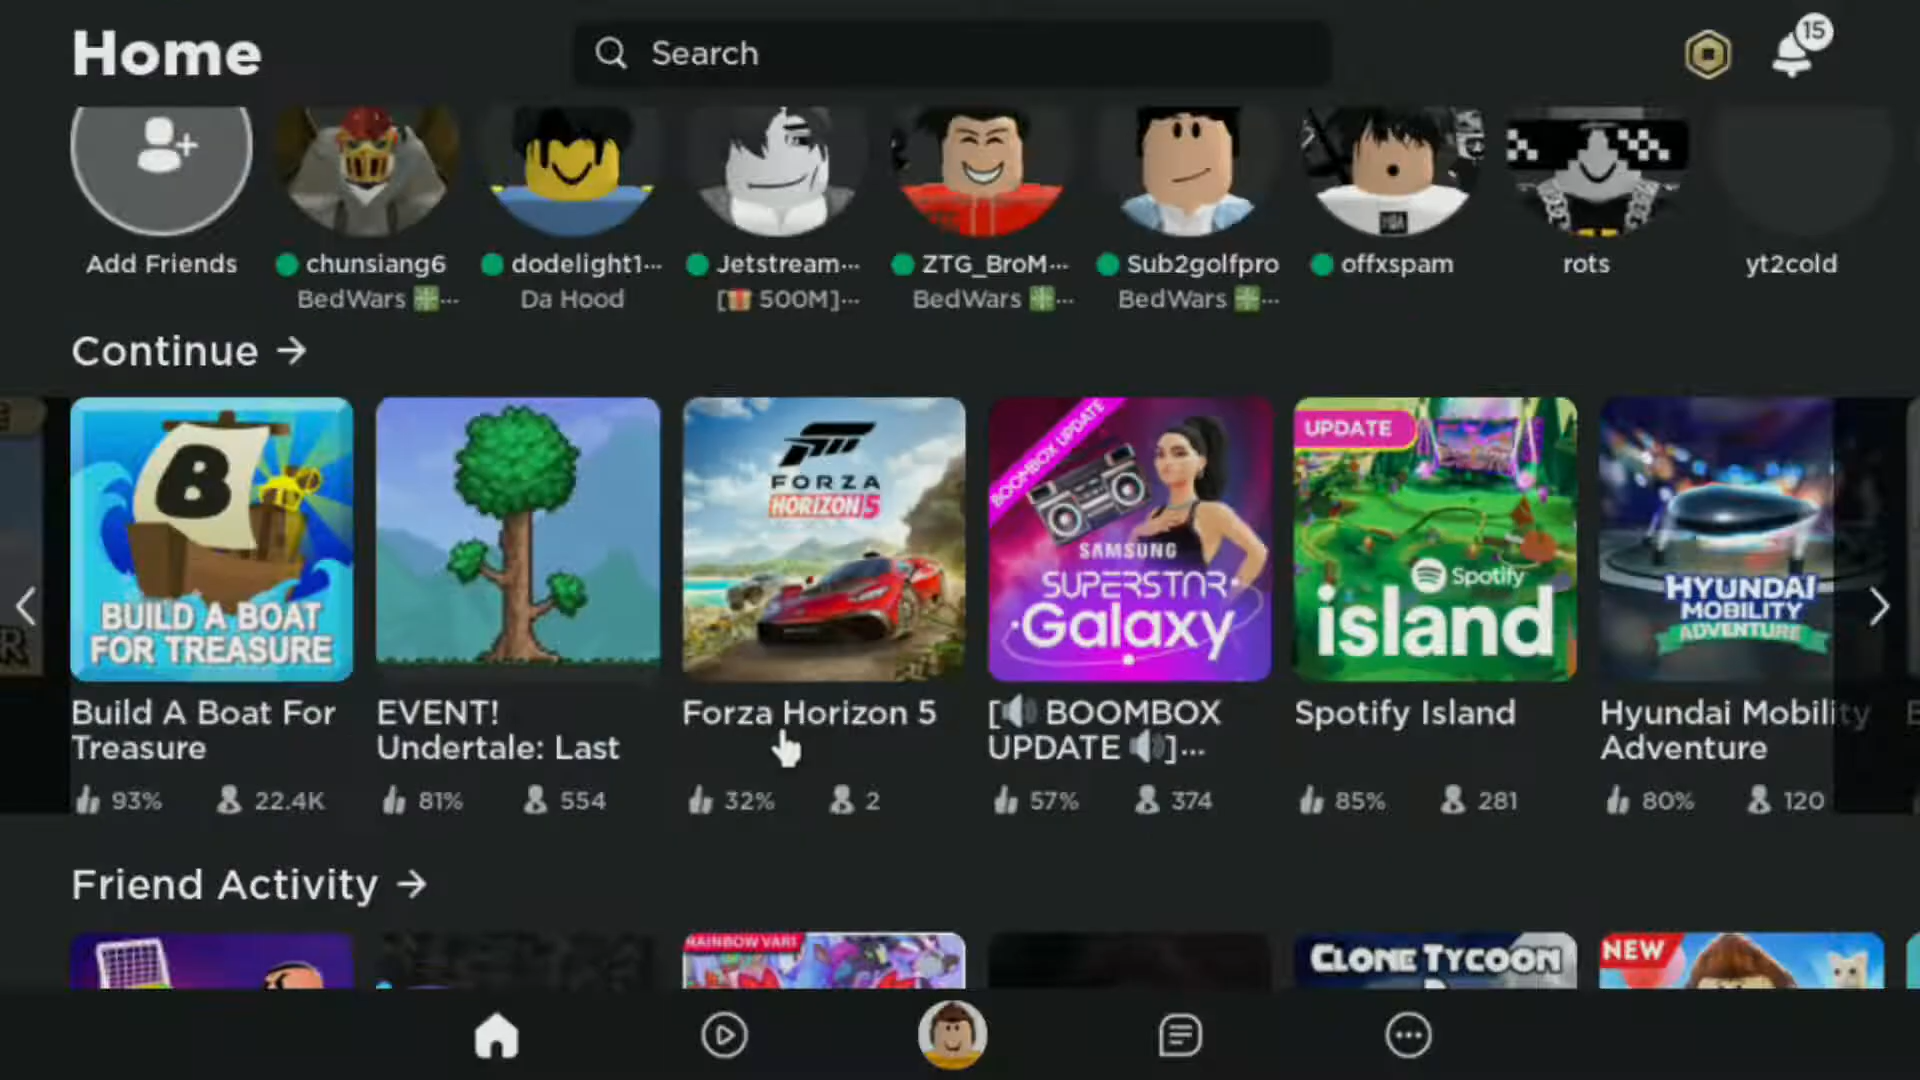 Home
Search
15
Add Friends
chunsiang6
dodelight1...
Jetstream...
ZTG_BroM...
Sub2golfpro
offxspam
rots
yt2cold
BedWars ...
Da Hood
[🎁 500M]...
BedWars ...
BedWars ...
Continue →
B
BUILD A BOAT
FOR TREASURE
FORZA
HORIZON 5
BOOMBOX UPDATE
SAMSUNG
SUPERSTAR
Galaxy
UPDATE
Spotify
island
HYUNDAI
MOBILITY
ADVENTURE
R
Build A Boat For
Treasure
EVENT!
Undertale: Last
Forza Horizon 5
[🔊 BOOMBOX
UPDATE 🔊]...
Spotify Island
Hyundai Mobility
Adventure
93%
22.4K
81%
554
32%
2
57%
374
85%
281
80%
120
Friend Activity →
RAINBOW VARI
CLONE TYCOON
NEW